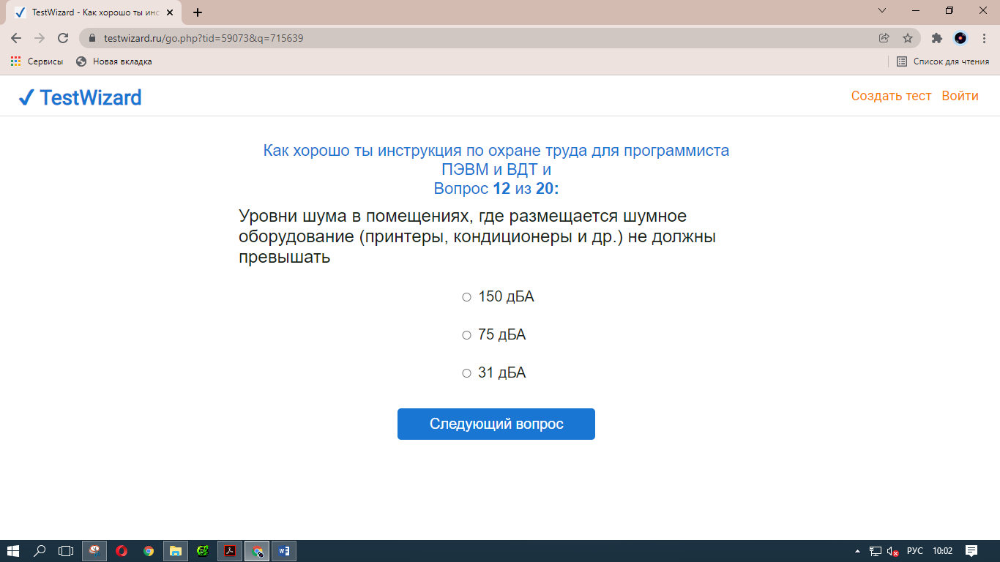 TestWizard - Как хорошо ты инс
testwizard.ru/go.php?tid=59073&q=715639
Сервисы
Новая вкладка
Список для чтения
TestWizard
Создать тест
Войти
Как хорошо ты инструкция по охране труда для программиста
ПЭВМ и ВДТ и
Вопрос 12 из 20:
Уровни шума в помещениях, где размещается шумное
оборудование (принтеры, кондиционеры и др.) не должны
превышать
150 дБА
75 дБА
31 дБА
Следующий вопрос
РУС
10:02